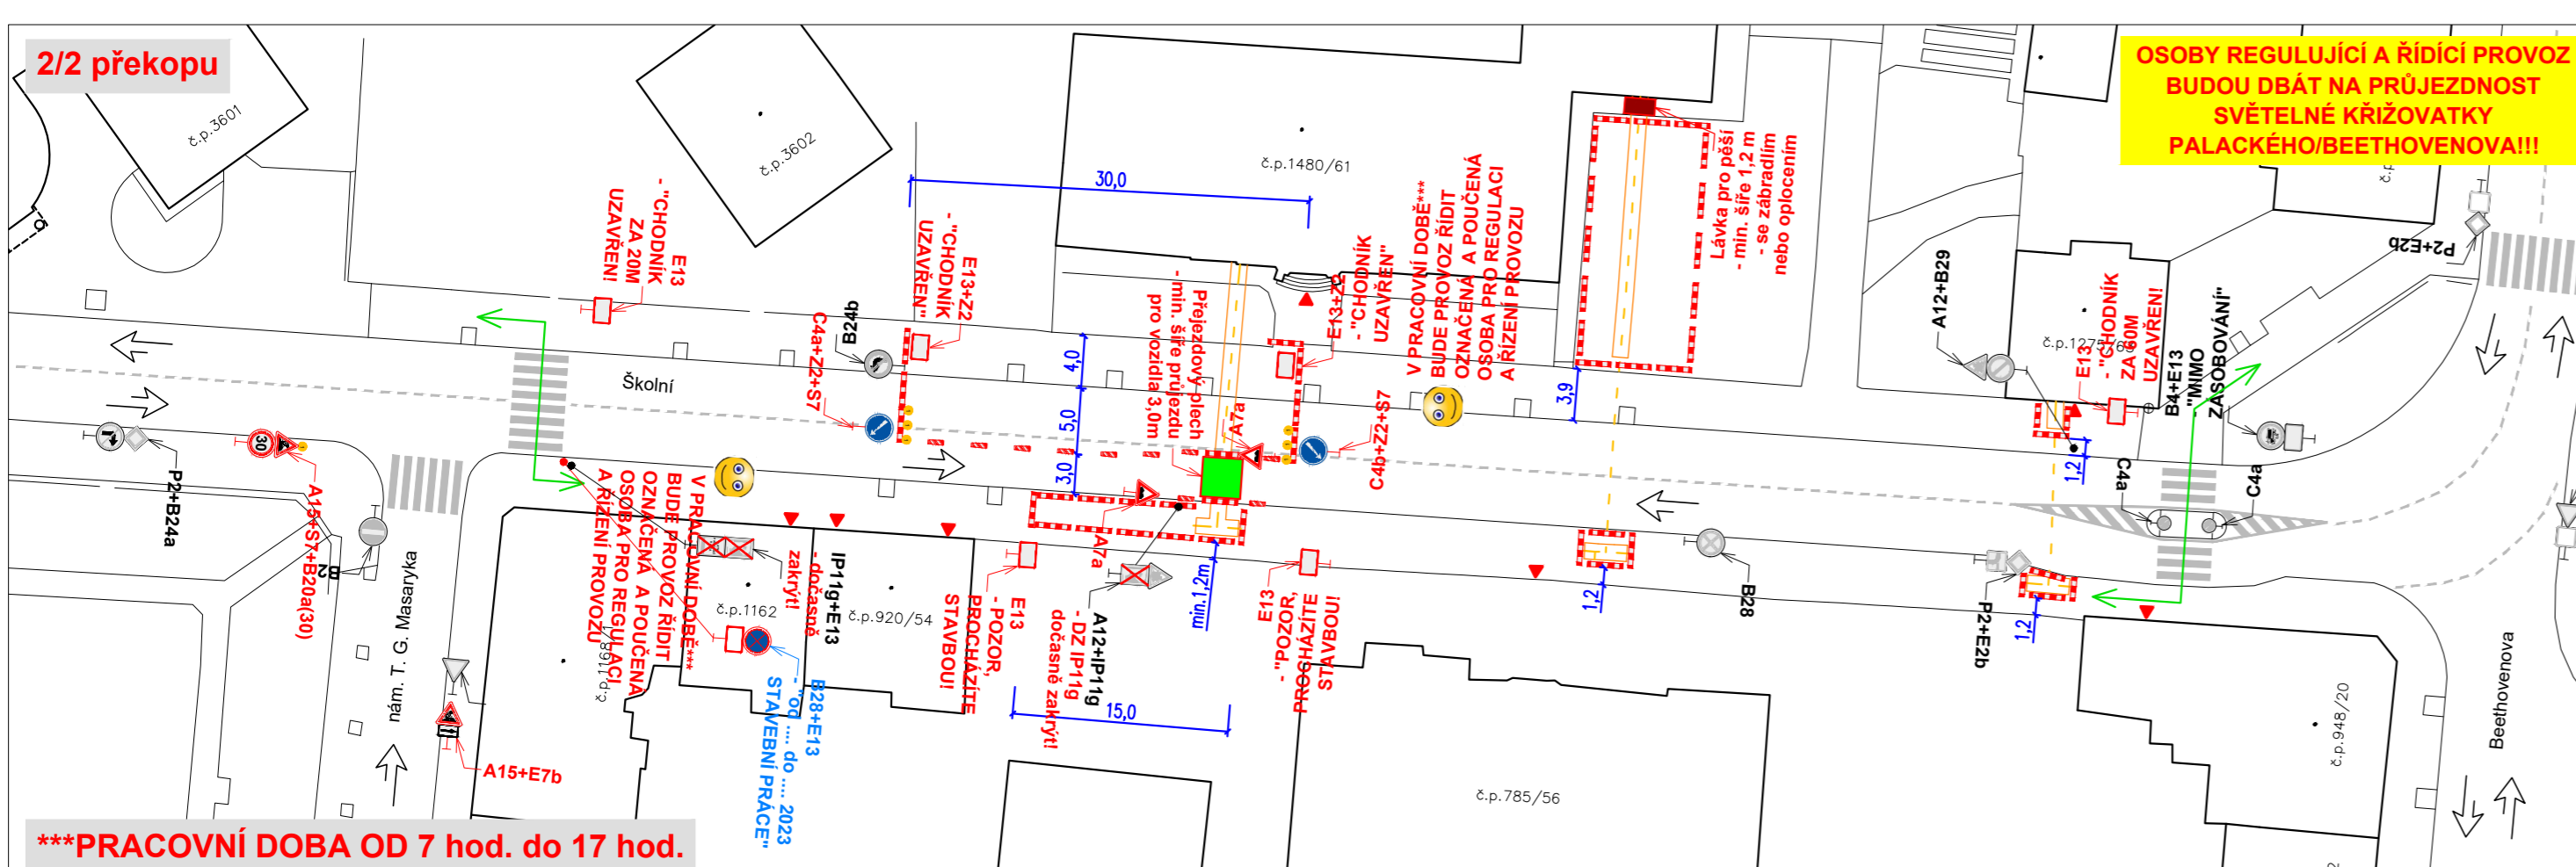 2/2 překopu
OSOBY REGULUJÍCÍ A ŘÍDÍCÍ PROVOZ
BUDOU DBÁT NA PRŮJEZDNOST
SVĚTELNÉ KŘIŽOVATKY
PALACKÉHO/BEETHOVENOVA!!!
č.p.3601
č.p.3602
č.p.1480/61
30,0
E13
- "CHODNÍK
ZA 20M
UZAVŘEN!
E13+Z2
- "CHODNÍK
UZAVŘEN"
C4a+Z2+S7
B24b
4,0
5,0
3,0
Přejezdový plech
- min. šíře průjezdu
pro vozidla 3,0m
A7a
E13+Z2
- "CHODNÍK
UZAVŘEN"
V PRACOVNÍ DOBĚ***
BUDE PROVOZ ŘÍDIT
OZNAČENÁ A POUČENÁ
OSOBA PRO REGULACI
A ŘÍZENÍ PROVOZU
C4b+Z2+S7
Lávka pro pěší
- min. šíře 1,2 m
- se zábradlím
nebo oplocením
3,9
A12+B29
č.p.1275/63
E13
- "CHODNÍK
ZA 60M
UZAVŘEN!
B4+E13
"MIMO
ZÁSOBOVÁNÍ"
P2+E2b
1,2
C4a
C4a
Školní
30
P2+B24a
A15+S7+B20a(30)
B2
nám. T. G. Masaryka
A15+E7b
č.p.1168/1
V PRACOVNÍ DOBĚ***
BUDE PROVOZ ŘÍDIT
OZNAČENÁ A POUČENÁ
OSOBA PRO REGULACI
A ŘÍZENÍ PROVOZU
č.p.1162
IP11g+E13
- dočasně
zakrýt!
B28+E13
- "od .... do .... 2023
STAVEBNÍ PRÁCE"
č.p.920/54
E13
- POZOR,
PROCHÁZÍTE
STAVBOU!
A7a
A12+IP11g
- DZ IP11g
dočasně zakrýt!
min.1,2m
15,0
E13
- "POZOR,
PROCHÁZÍTE
STAVBOU!
1,2
B28
P2+E2b
1,2
č.p.785/56
č.p.948/20
Beethovenova
***PRACOVNÍ DOBA OD 7 hod. do 17 hod.